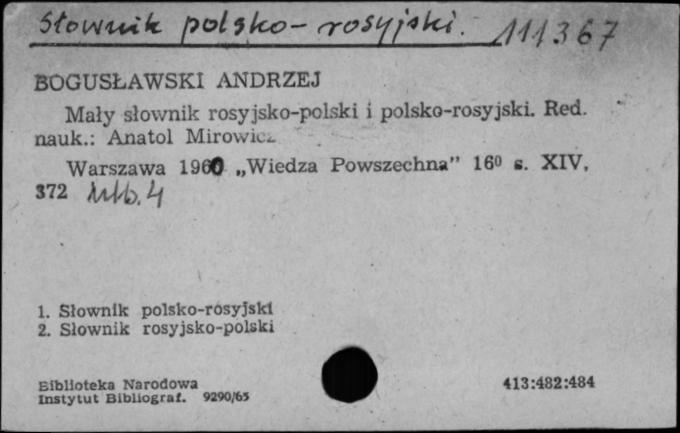 Słownik polsko-rosyjski. 111367
BOGUSŁAWSKI ANDRZEJ
Mały słownik rosyjsko-polski i polsko-rosyjski. Red.
nauk.: Anatol Mirowicz
Warszawa 1960 „Wiedza Powszechna” 16⁰ s. XIV,
372 nlb. 4
1. Słownik polsko-rosyjski
2. Słownik rosyjsko-polski
Biblioteka Narodowa
Instytut Bibliograf. 9290/65
413:482:484